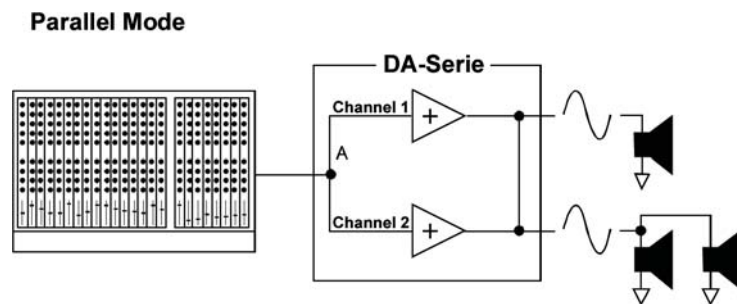 Parallel Mode
DA-Serie
Channel 1
A
Channel 2